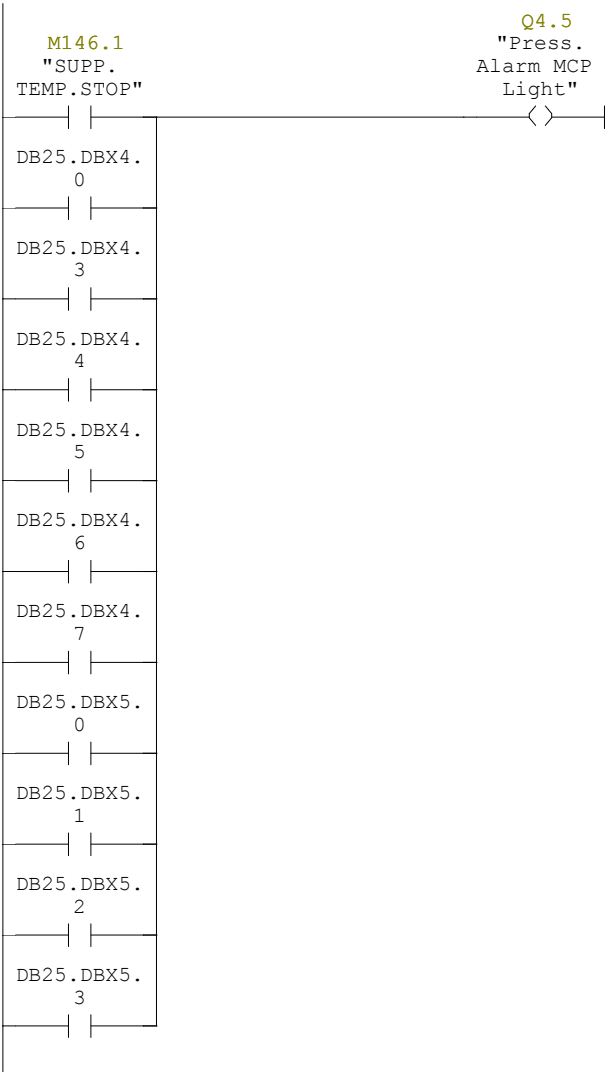 M146.1
"SUPP.
TEMP.STOP"
Q4.5
"Press.
Alarm MCP
Light"
DB25.DBX4.
0
DB25.DBX4.
3
DB25.DBX4.
4
DB25.DBX4.
5
DB25.DBX4.
6
DB25.DBX4.
7
DB25.DBX5.
0
DB25.DBX5.
1
DB25.DBX5.
2
DB25.DBX5.
3